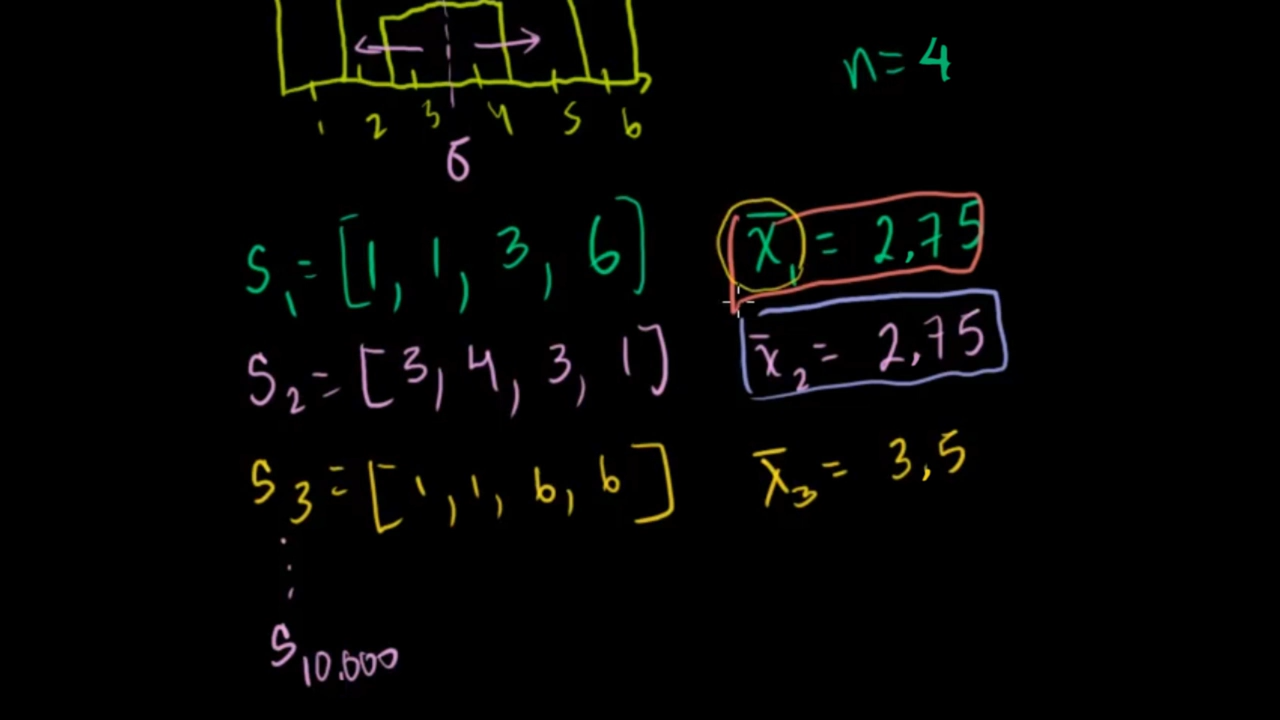 n = 4
1 2 3 4 5 6
σ
S₁ = [1, 1, 3, 6] x̄₁ = 2,75
S₂ = [3, 4, 3, 1] x̄₂ = 2,75
S₃ = [1, 1, 6, 6] x̄₃ = 3,5
⋮
S₁₀.₀₀₀